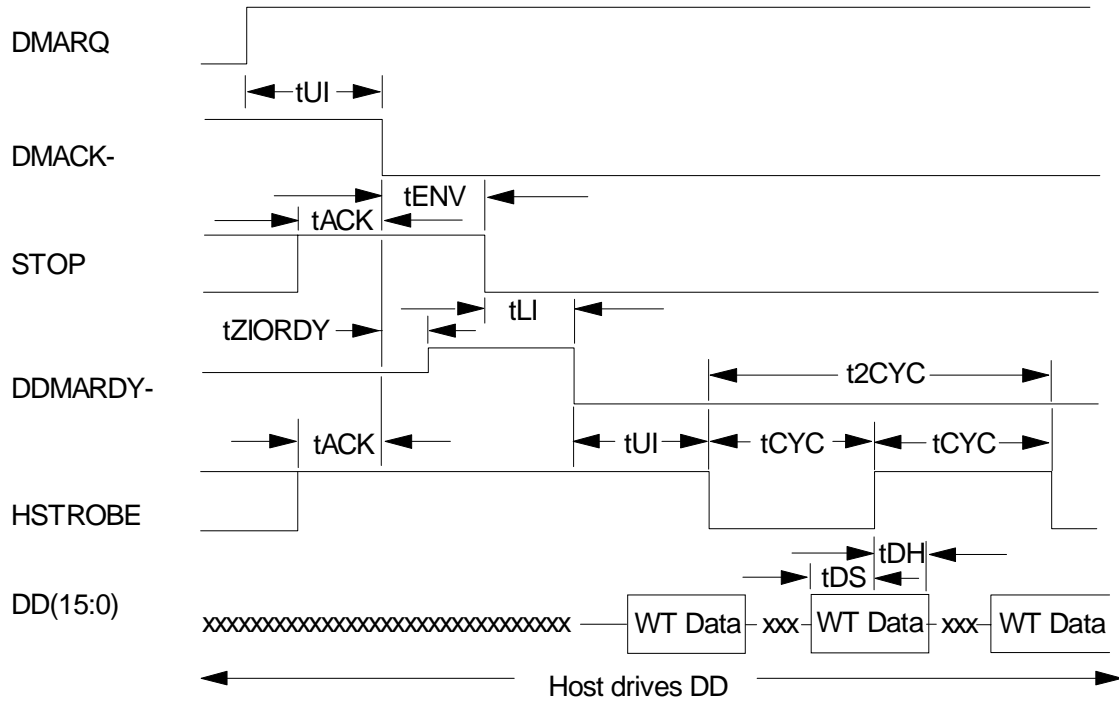 DMARQ
tUI
DMACK-
tENV
tACK
STOP
tLI
tZIORDY
t2CYC
DDMARDY-
tACK
tUI
tCYC
tCYC
HSTROBE
tDH
tDS
DD(15:0)
xxxxxxxxxxxxxxxxxxxxxxxxxxxxxxx WT Data xxx WT Data xxx WT Data
Host drives DD